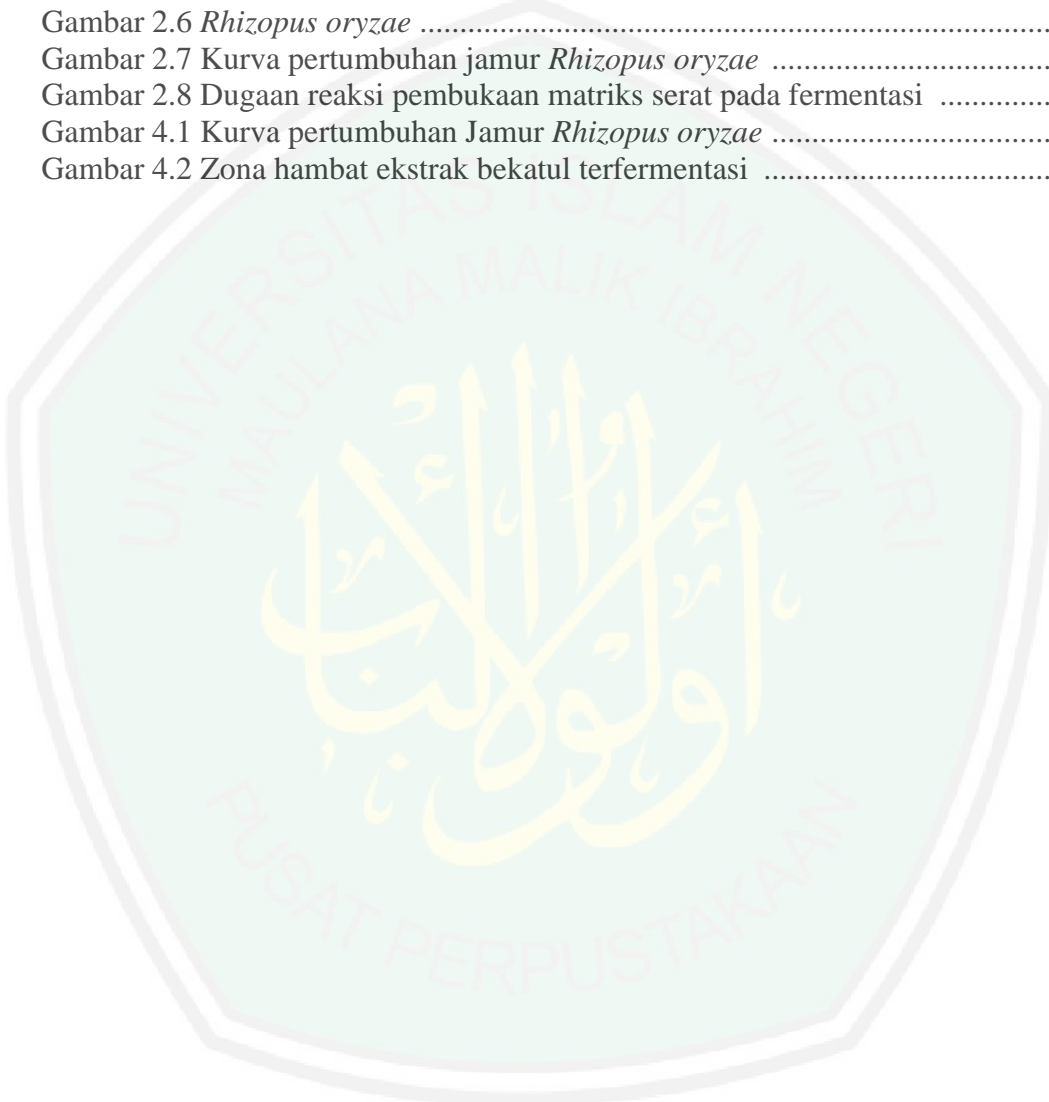 Gambar 2.6 Rhizopus oryzae ................................................................................
Gambar 2.7 Kurva pertumbuhan jamur Rhizopus oryzae ...................................
Gambar 2.8 Dugaan reaksi pembukaan matriks serat pada fermentasi ..............
Gambar 4.1 Kurva pertumbuhan Jamur Rhizopus oryzae ...................................
Gambar 4.2 Zona hambat ekstrak bekatul terfermentasi ....................................
UNIVERSITAS ISLAM NEGERI
MAULANA MALIK IBRAHIM
أولوا الألباب
PUSAT PERPUSTAKAAN